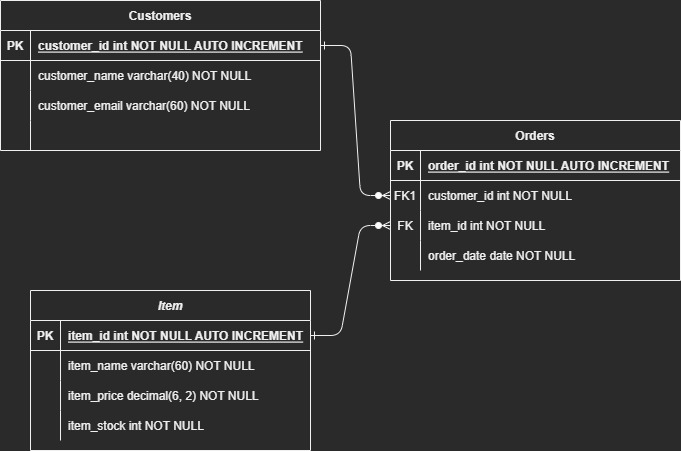 Customers
PK customer_id int NOT NULL AUTO INCREMENT
customer_name varchar(40) NOT NULL
customer_email varchar(60) NOT NULL
Orders
PK order_id int NOT NULL AUTO INCREMENT
FK1 customer_id int NOT NULL
FK item_id int NOT NULL
order_date date NOT NULL
Item
PK item_id int NOT NULL AUTO INCREMENT
item_name varchar(60) NOT NULL
item_price decimal(6, 2) NOT NULL
item_stock int NOT NULL